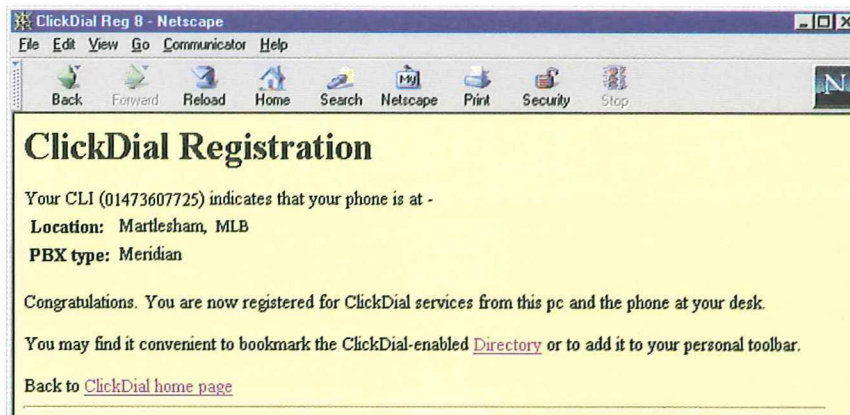 ClickDial Reg 8 - Netscape
File Edit View Go Communicator Help
Back Forward Reload Home Search Netscape Print Security Stop
My
N
ClickDial Registration
Your CLI (01473607725) indicates that your phone is at -
Location: Martlesham, MLB
PBX type: Meridian
Congratulations. You are now registered for ClickDial services from this pc and the phone at your desk.
You may find it convenient to bookmark the ClickDial-enabled Directory or to add it to your personal toolbar.
Back to ClickDial home page